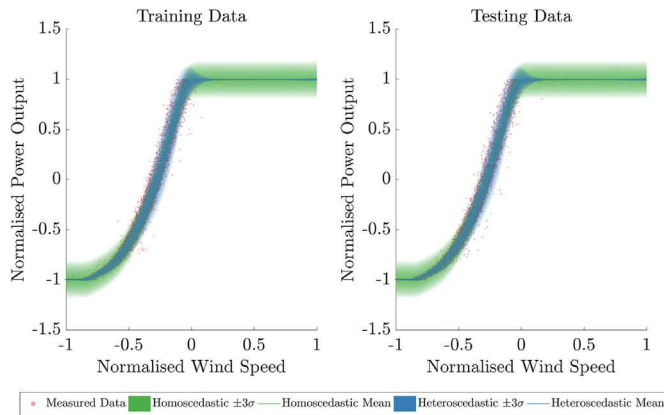 Training Data
Testing Data
Normalised Power Output
1.5
1
0.5
0
-0.5
-1
-1.5
-1 -0.5 0 0.5 1
Normalised Wind Speed
Normalised Power Output
1.5
1
0.5
0
-0.5
-1
-1.5
-1 -0.5 0 0.5 1
Normalised Wind Speed
Measured Data Homoscedastic ±3σ Homoscedastic Mean Heteroscedastic ±3σ Heteroscedastic Mean